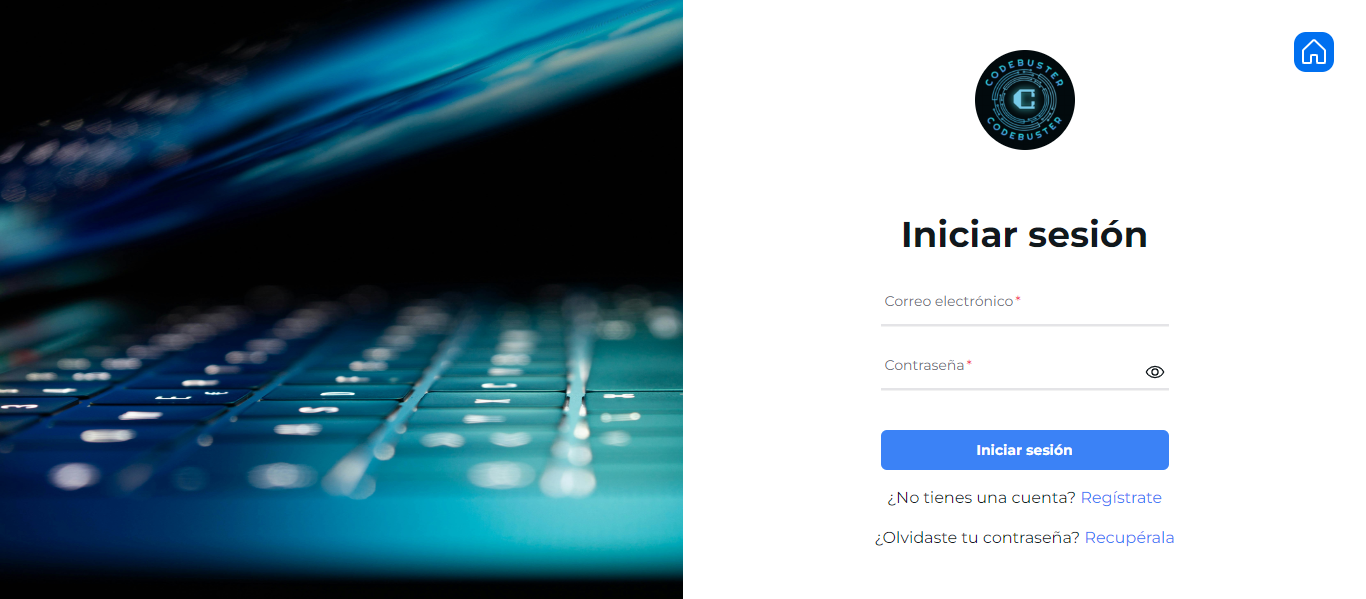 CODEBUSTER
C
CODEBUSTER
Iniciar sesión
Correo electrónico*
Contraseña*
Iniciar sesión
¿No tienes una cuenta? Regístrate
¿Olvidaste tu contraseña? Recupérala